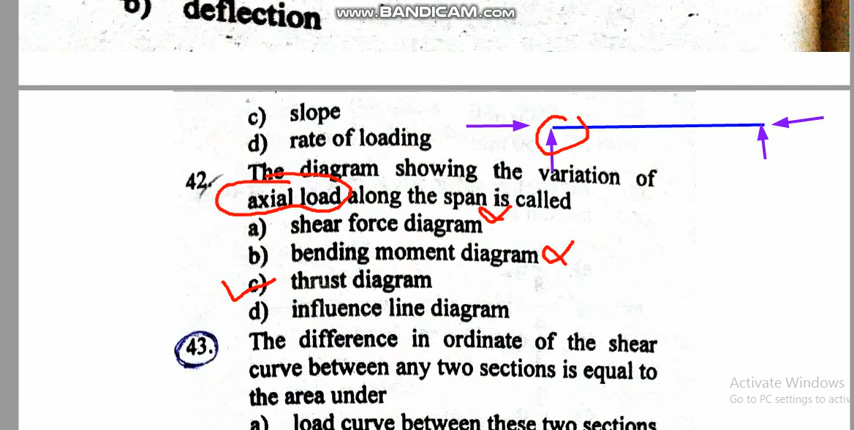 b) deflection
www.BANDICAM.com
c) slope
d) rate of loading
42. The diagram showing the variation of
axial load along the span is called
a) shear force diagram
b) bending moment diagram
c) thrust diagram
d) influence line diagram
43. The difference in ordinate of the shear
curve between any two sections is equal to
the area under
a) load curve between these two sections
Activate Windows
Go to PC settings to activ